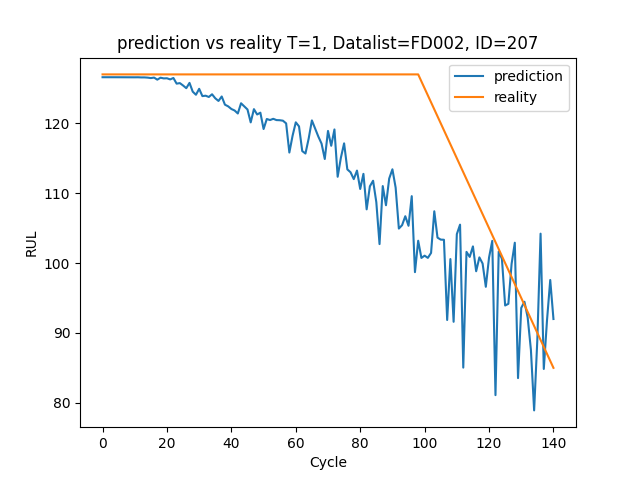 prediction vs reality T=1, Datalist=FD002, ID=207
prediction
reality
RUL
120
110
100
90
80
0 20 40 60 80 100 120 140
Cycle